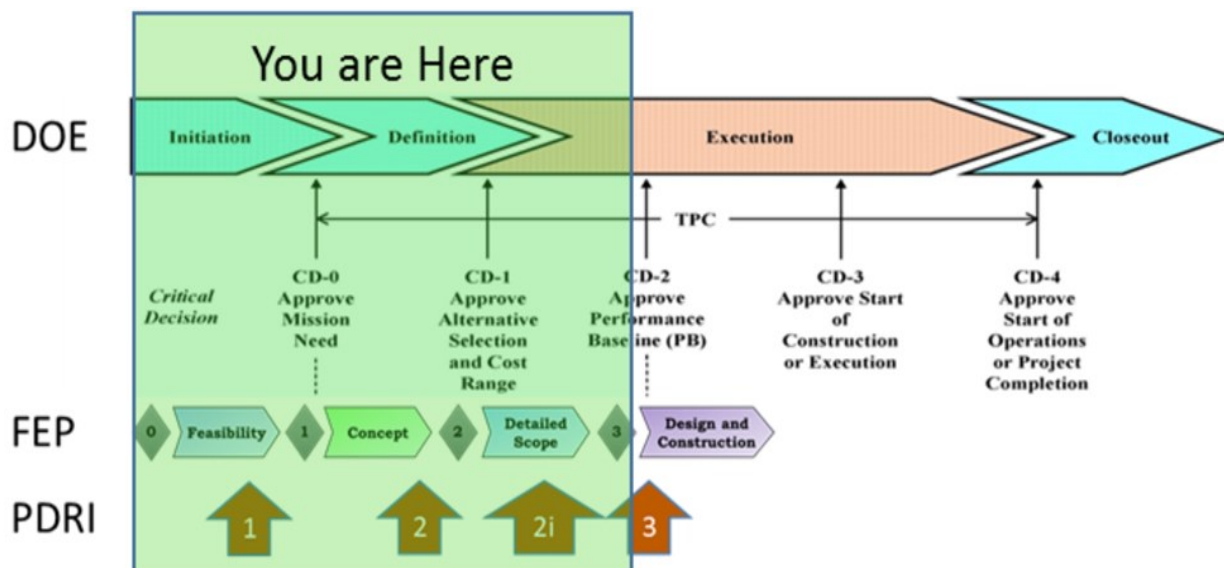 You are Here
DOE
Initiation
Definition
Execution
Closeout
TPC
Critical
Decision
CD-0
Approve
Mission
Need
CD-1
Approve
Alternative
Selection
and Cost
Range
CD-2
Approve
Performance
Baseline (PB)
CD-3
Approve Start
of
Construction
or Execution
CD-4
Approve
Start of
Operations
or Project
Completion
FEP
0
Feasibility
1
Concept
2
Detailed
Scope
3
Design and
Construction
PDRI
1
2
2i
3